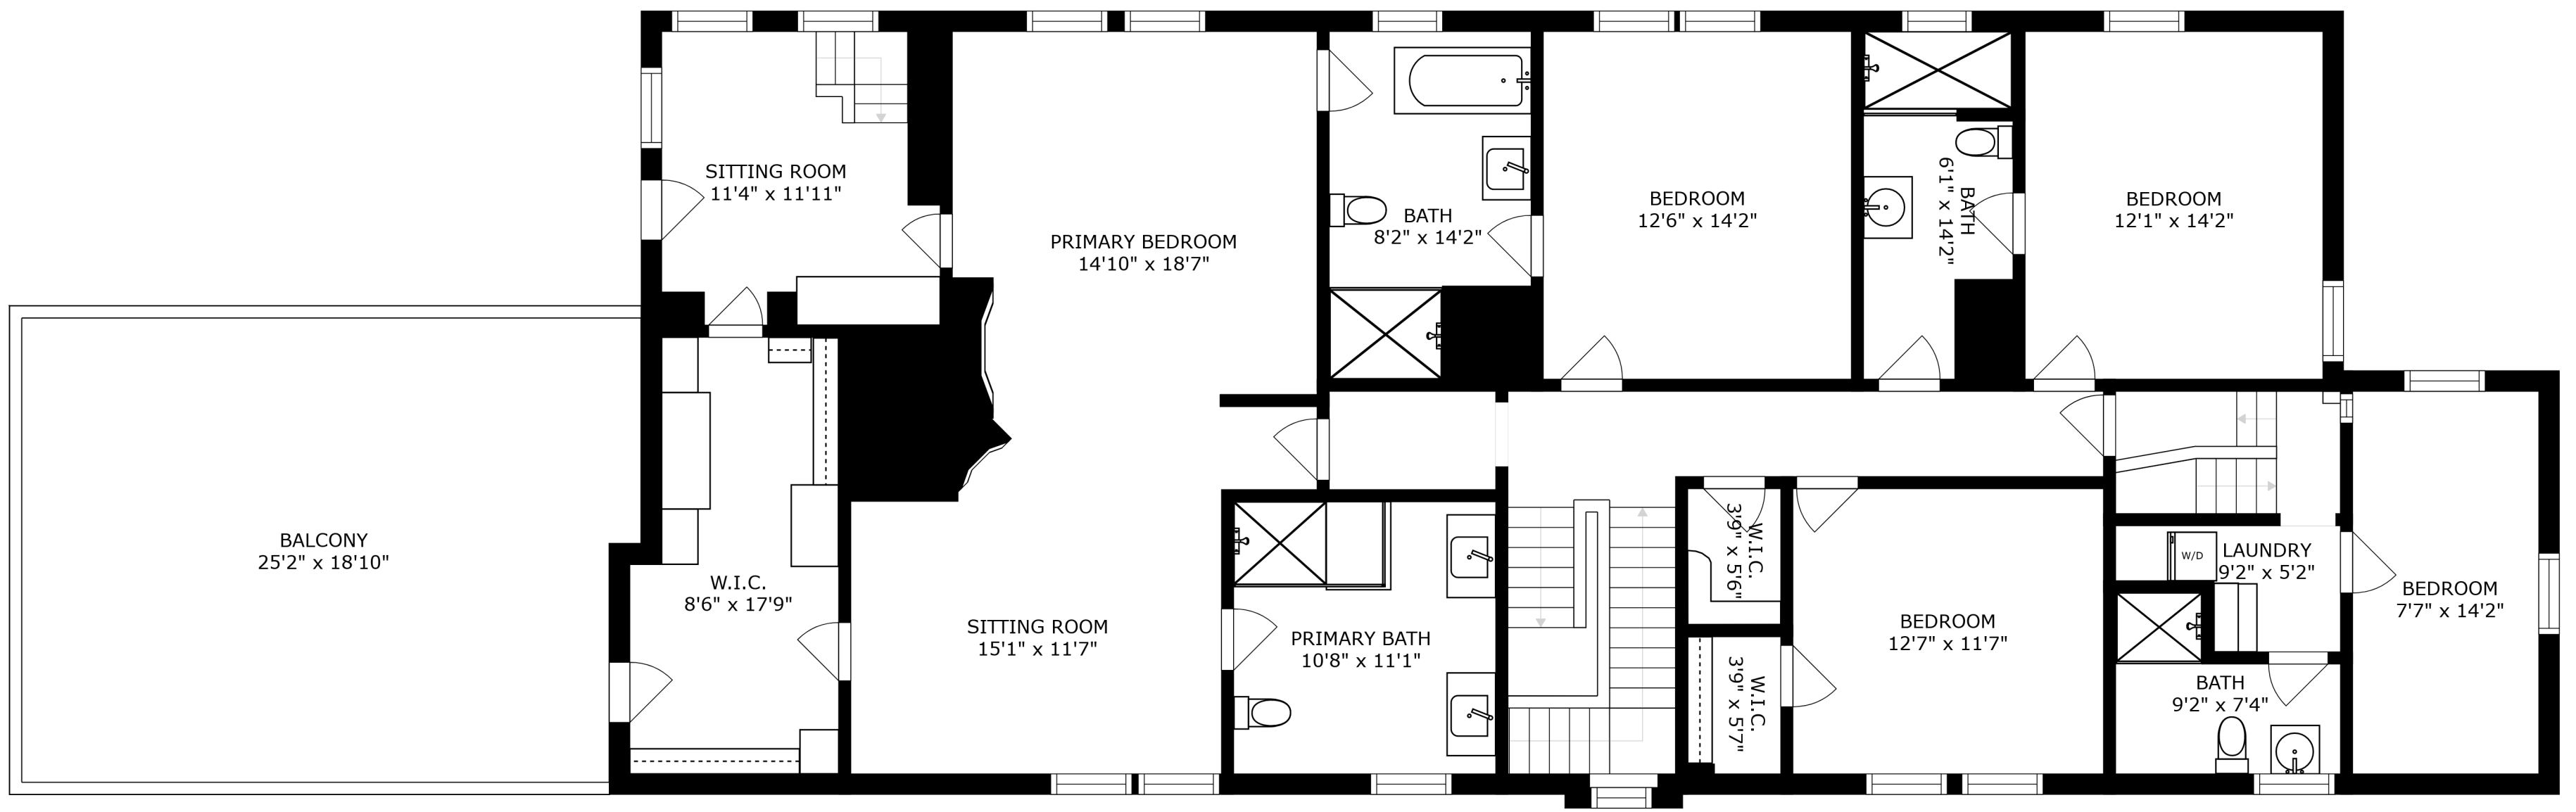 SITTING ROOM
11'4" x 11'11"
PRIMARY BEDROOM
14'10" x 18'7"
BATH
8'2" x 14'2"
BEDROOM
12'6" x 14'2"
BATH
6'1" x 14'2"
BEDROOM
12'1" x 14'2"
BALCONY
25'2" x 18'10"
W.I.C.
8'6" x 17'9"
SITTING ROOM
15'1" x 11'7"
PRIMARY BATH
10'8" x 11'1"
W.I.C.
3'9" x 5'6"
W.I.C.
3'9" x 5'7"
BEDROOM
12'7" x 11'7"
W/D
LAUNDRY
9'2" x 5'2"
BATH
9'2" x 7'4"
BEDROOM
7'7" x 14'2"